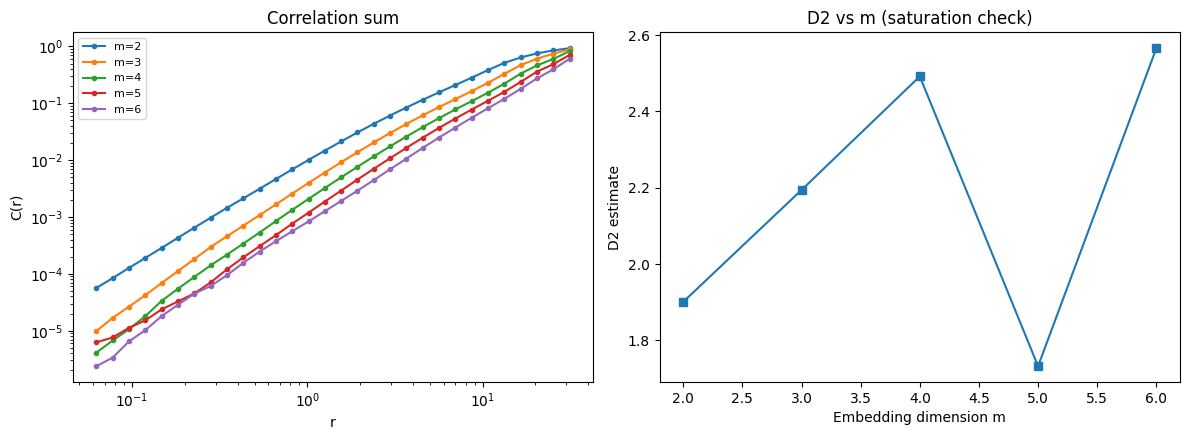 Correlation sum
C(r)
10⁰
10⁻¹
10⁻²
10⁻³
10⁻⁴
10⁻⁵
m=2
m=3
m=4
m=5
m=6
10⁻¹
10⁰
10¹
r
D2 vs m (saturation check)
D2 estimate
2.6
2.4
2.2
2.0
1.8
2.0
2.5
3.0
3.5
4.0
4.5
5.0
5.5
6.0
Embedding dimension m